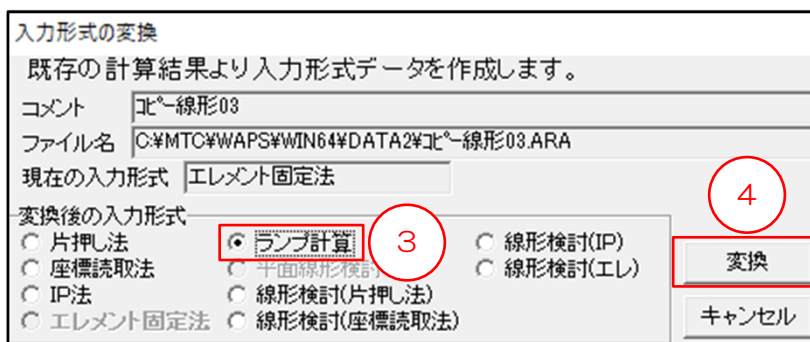 入力形式の変換
既存の計算結果より入力形式データを作成します。
コメント ｺﾋﾟｰ線形03
ファイル名 C:¥MTC¥WAPS¥WIN64¥DATA2¥ｺﾋﾟｰ線形03.ARA
現在の入力形式 エレメント固定法
④
変換後の入力形式
片押し法 ランプ計算 ③ 線形検討(IP)
座標読取法 平面線形検討 線形検討(エレ) 変換
IP法 線形検討(片押し法)
エレメント固定法 線形検討(座標読取法) キャンセル